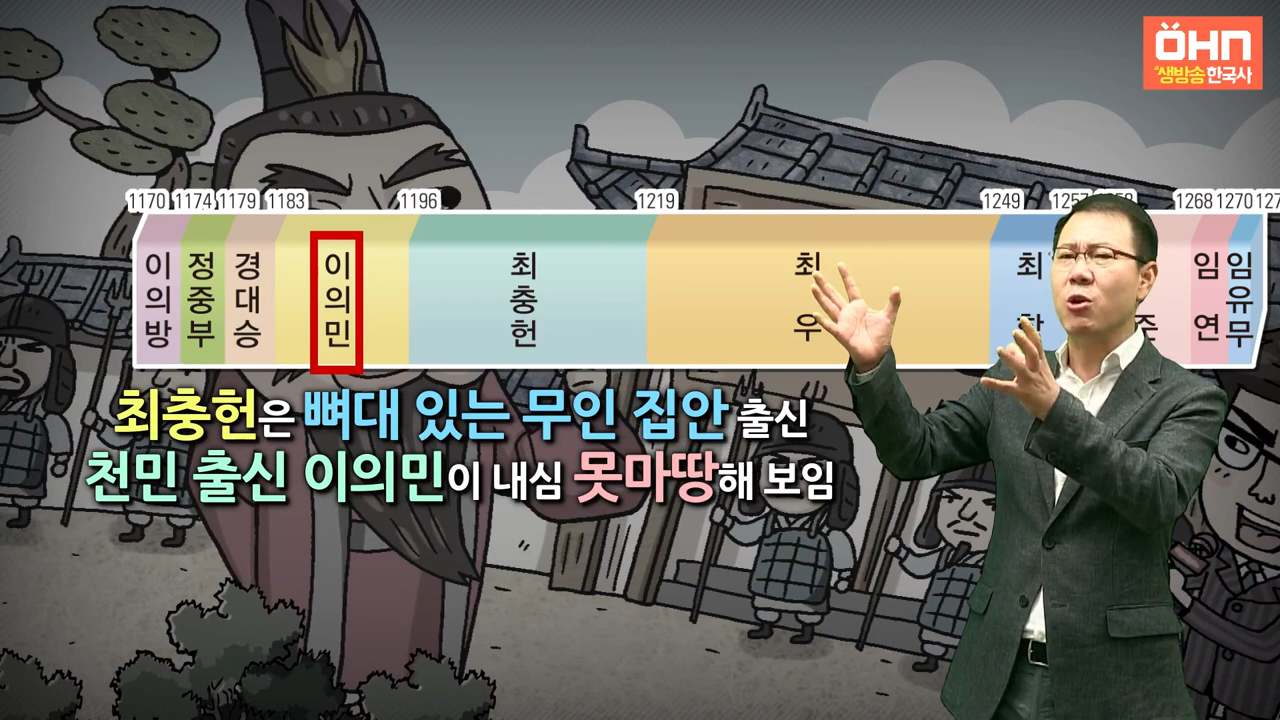 ÖHN
생방송 한국사
1170 1174 1179 1183 1196 1219 1249 1257 1268 1270
이의방
정중부
경대승
이의민
최충헌
최우
최
준
임연
임유무
최충헌은 뼈대 있는 무인 집안 출신
천민 출신 이의민이 내심 못마땅해 보임